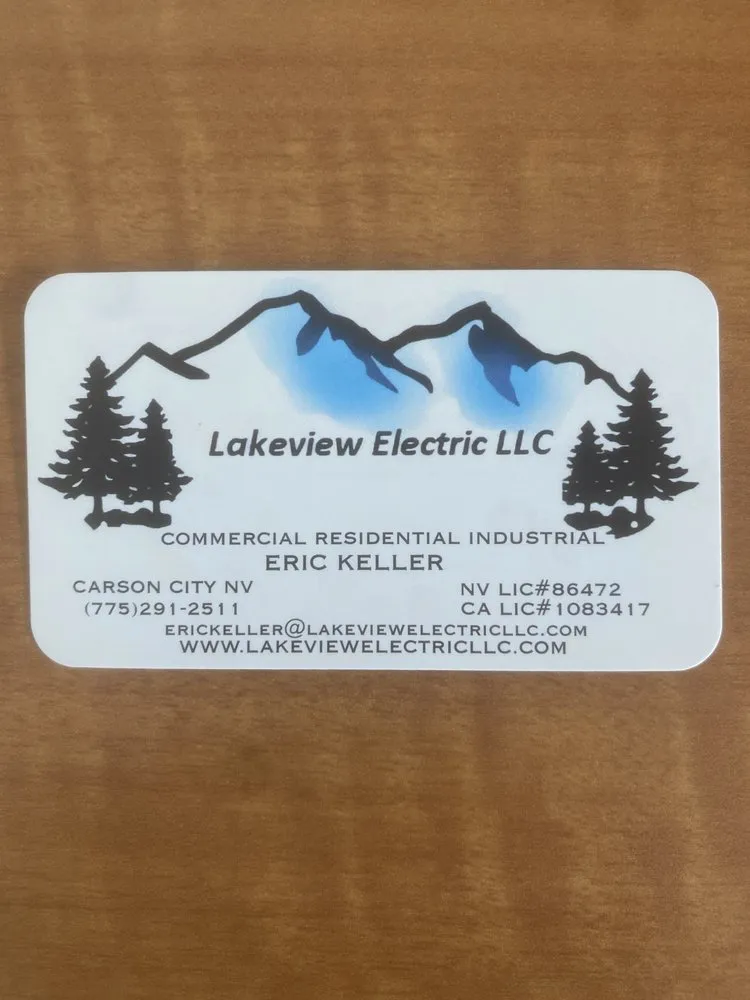 Lakeview Electric LLC
COMMERCIAL RESIDENTIAL INDUSTRIAL
ERIC KELLER
CARSON CITY NV
(775)291-2511
NV LIC#86472
CA LIC#1083417
ERICKELLER@LAKEVIEWELECTRICLLC.COM
WWW.LAKEVIEWELECTRICLLC.COM